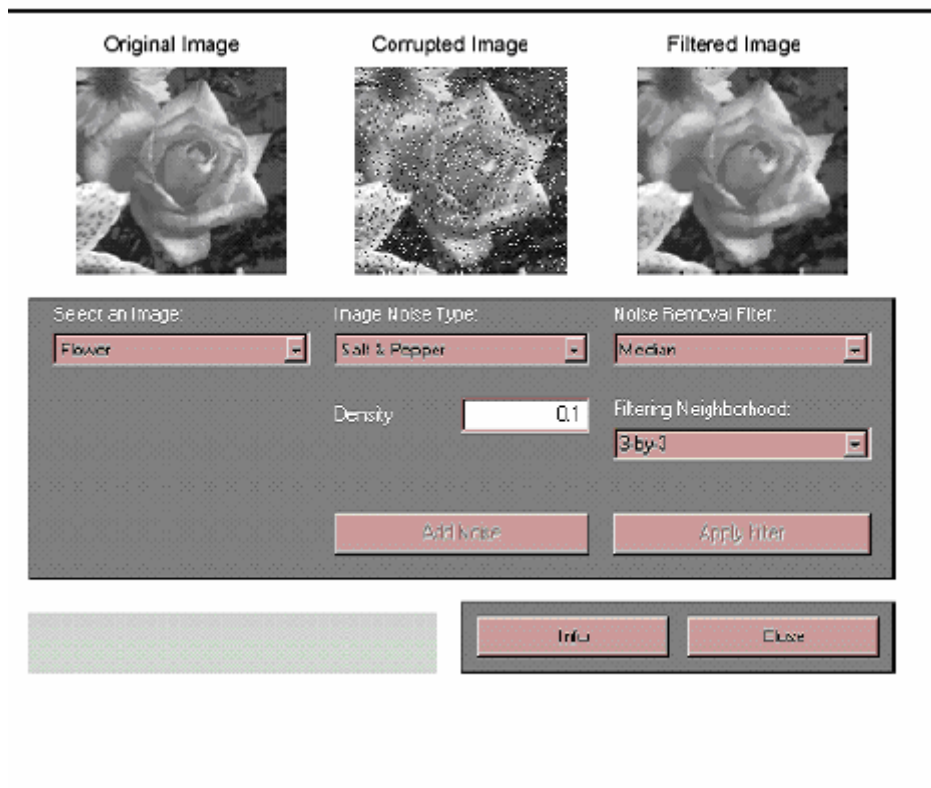 Original Image
Corrupted Image
Filtered Image
Select an Image:
Image Noise Type:
Noise Removal Filter:
Flower
Salt & Pepper
Median
Density
0.1
Filtering Neighborhood:
3-by-3
Add Noise
Apply Filter
Info
Close